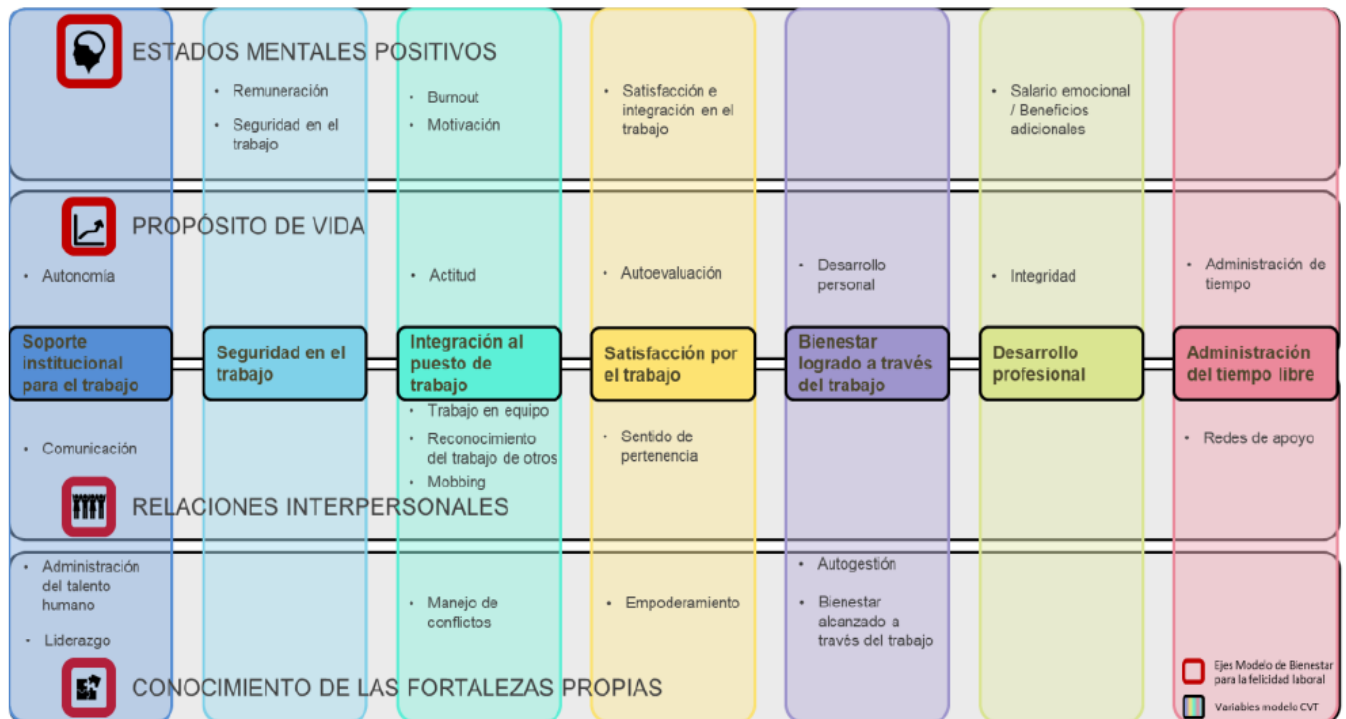 ESTADOS MENTALES POSITIVOS
• Remuneración
• Seguridad en el
trabajo
• Burnout
• Motivación
• Satisfacción e
integración en el
trabajo
• Salario emocional
/ Beneficios
adicionales
PROPÓSITO DE VIDA
• Autonomía
• Actitud
• Autoevaluación
• Desarrollo
personal
• Integridad
• Administración de
tiempo
Soporte
institucional
para el trabajo
Seguridad en el
trabajo
Integración al
puesto de
trabajo
Satisfacción por
el trabajo
Bienestar
logrado a través
del trabajo
Desarrollo
profesional
Administración
del tiempo libre
• Comunicación
• Trabajo en equipo
• Reconocimiento
del trabajo de otros
• Mobbing
• Sentido de
pertenencia
• Redes de apoyo
RELACIONES INTERPERSONALES
• Administración
del talento
humano
• Liderazgo
• Manejo de
conflictos
• Empoderamiento
• Autogestión
• Bienestar
alcanzado a
través del trabajo
CONOCIMIENTO DE LAS FORTALEZAS PROPIAS
Ejes Modelo de Bienestar
para la felicidad laboral
Variables modelo CVT